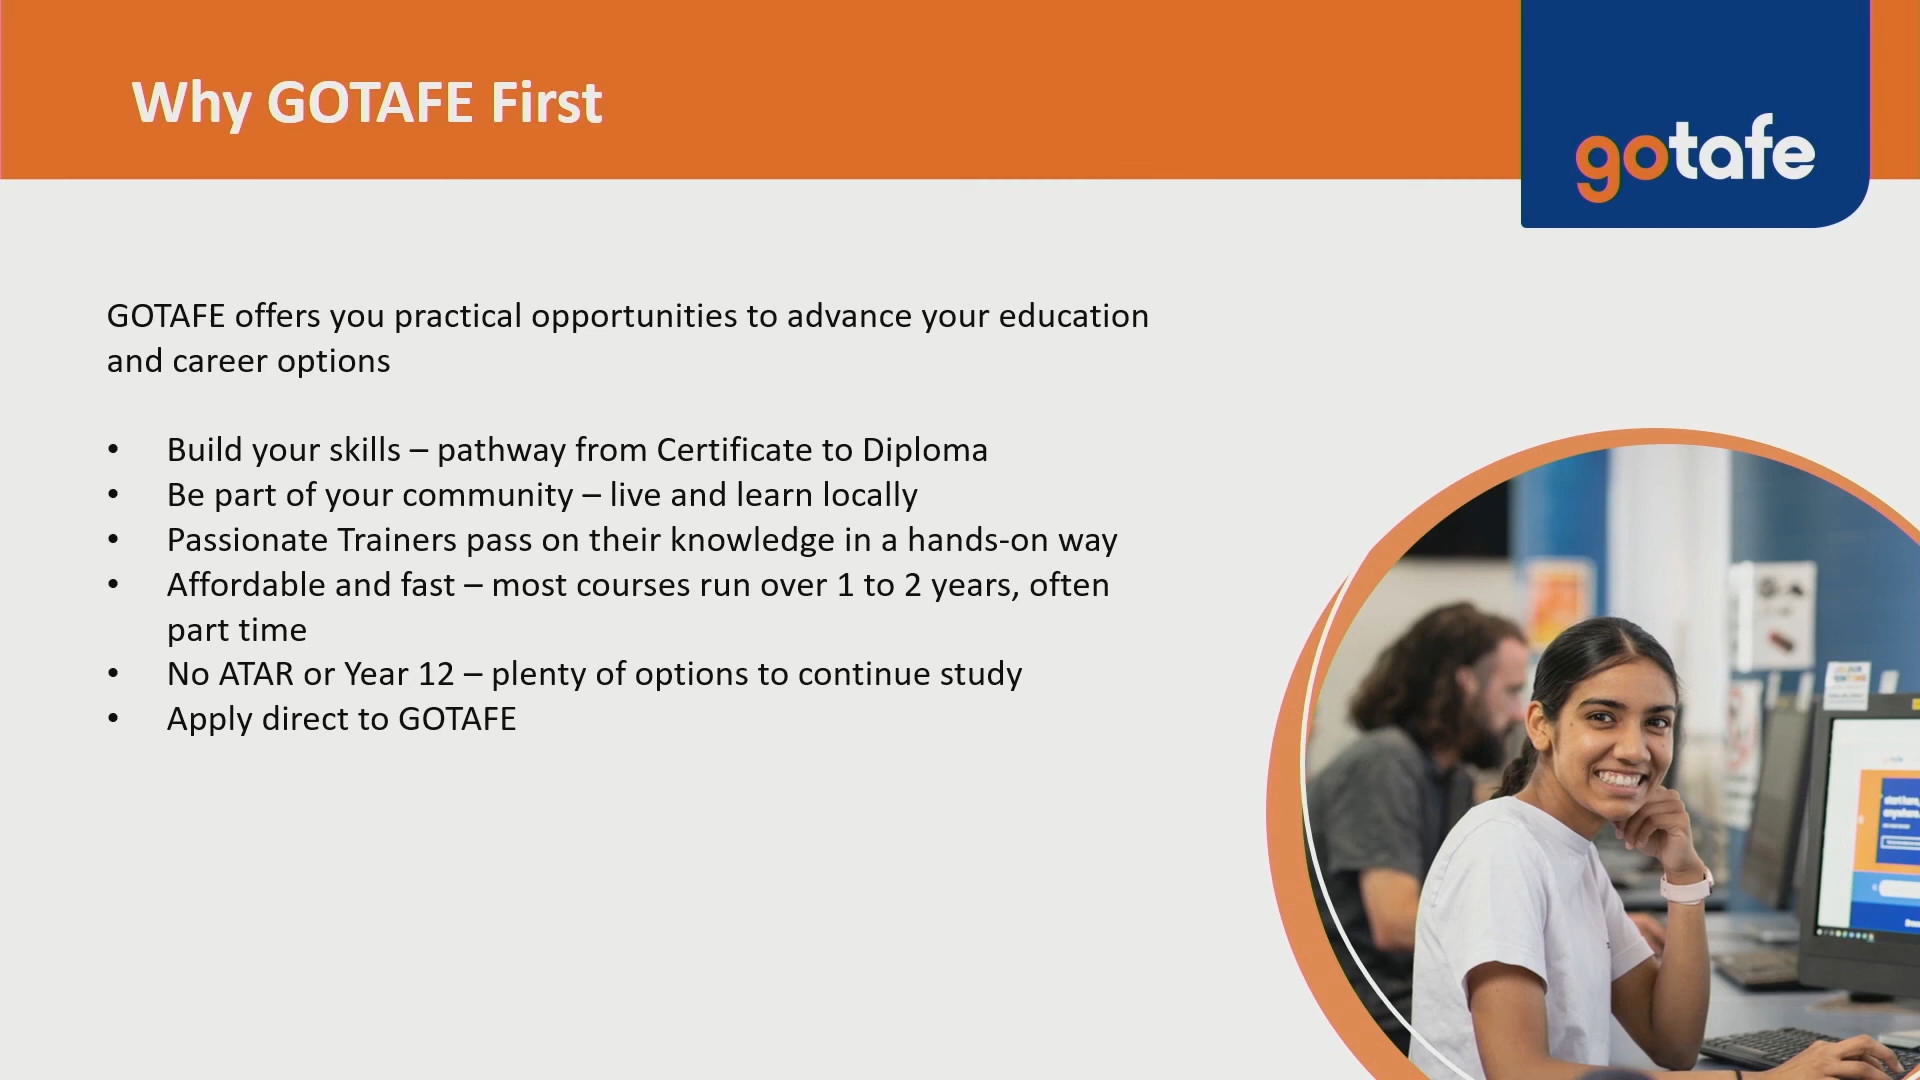 Why GOTAFE First
gotafe
GOTAFE offers you practical opportunities to advance your education
and career options
• Build your skills – pathway from Certificate to Diploma
• Be part of your community – live and learn locally
• Passionate Trainers pass on their knowledge in a hands-on way
• Affordable and fast – most courses run over 1 to 2 years, often
part time
• No ATAR or Year 12 – plenty of options to continue study
• Apply direct to GOTAFE